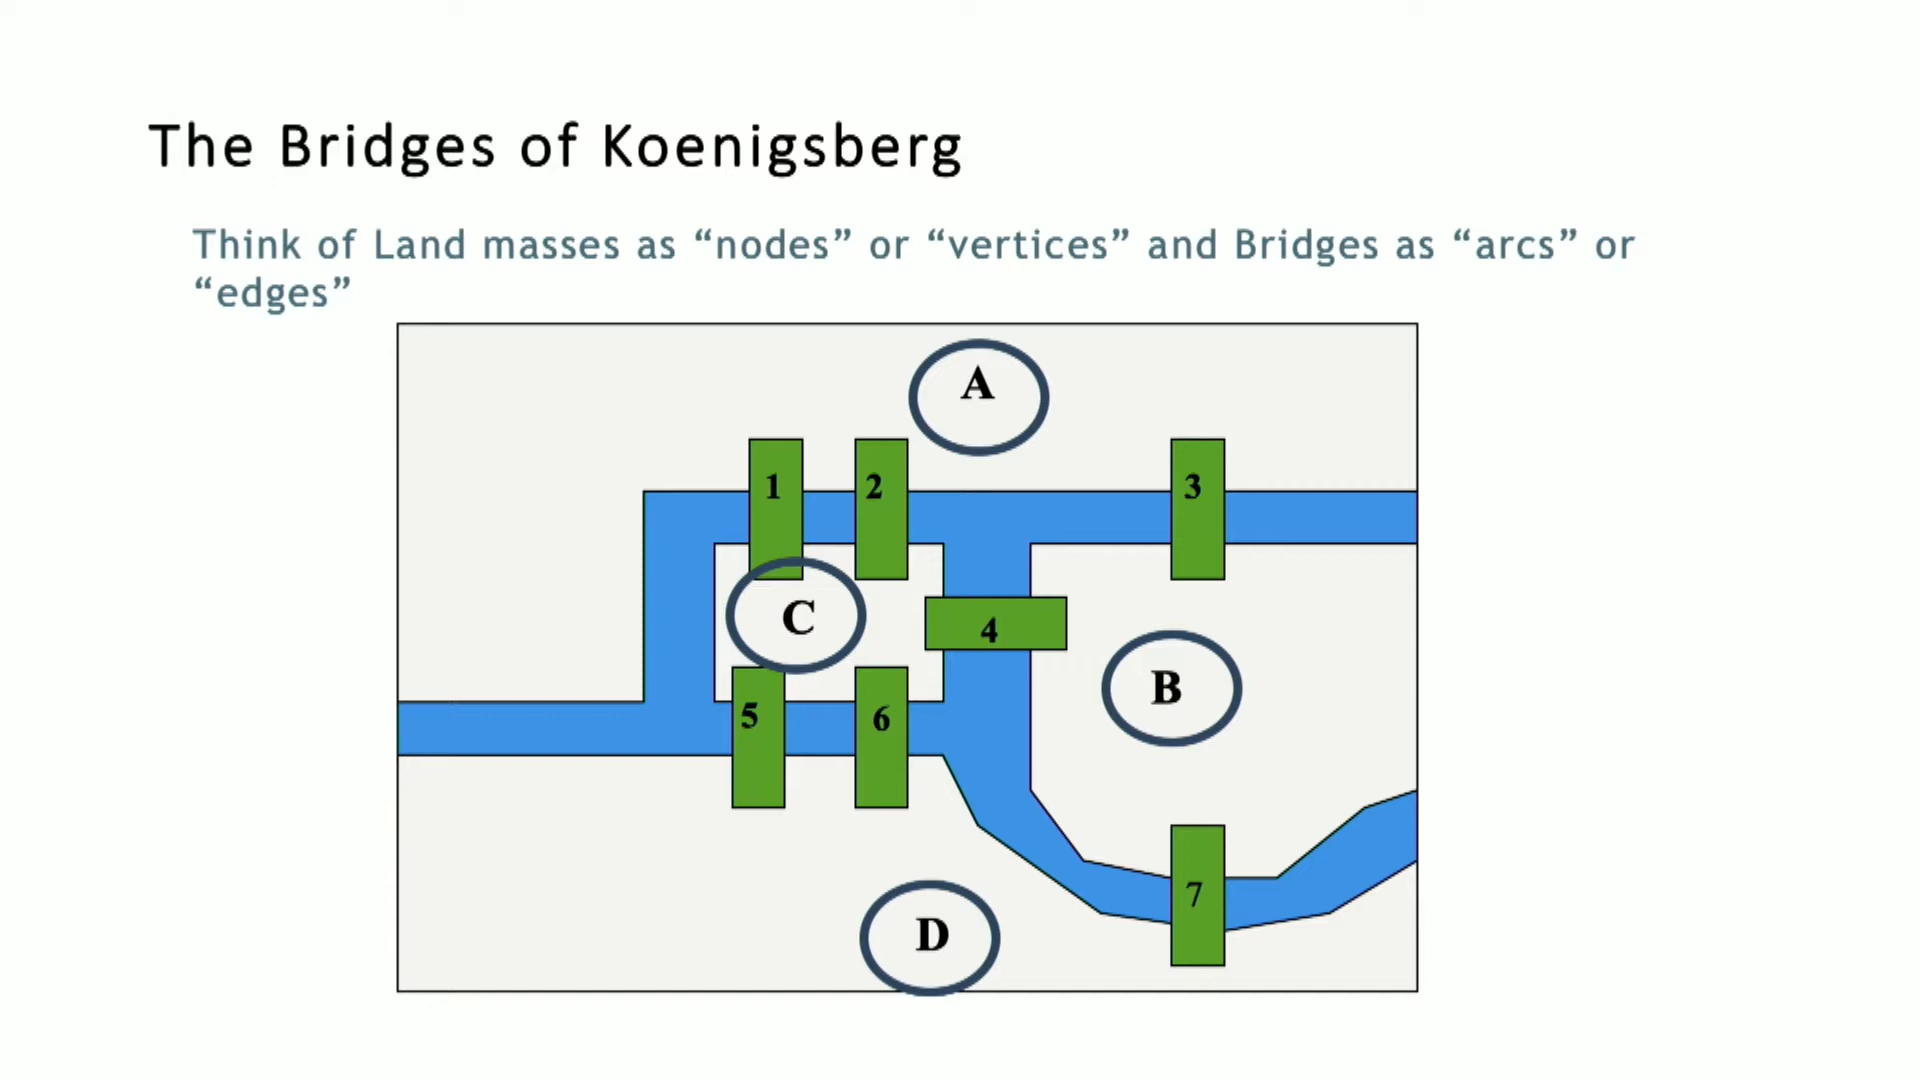 The Bridges of Koenigsberg
Think of Land masses as “nodes” or “vertices” and Bridges as “arcs” or
“edges”
A
1
2
3
C
4
B
5
6
7
D